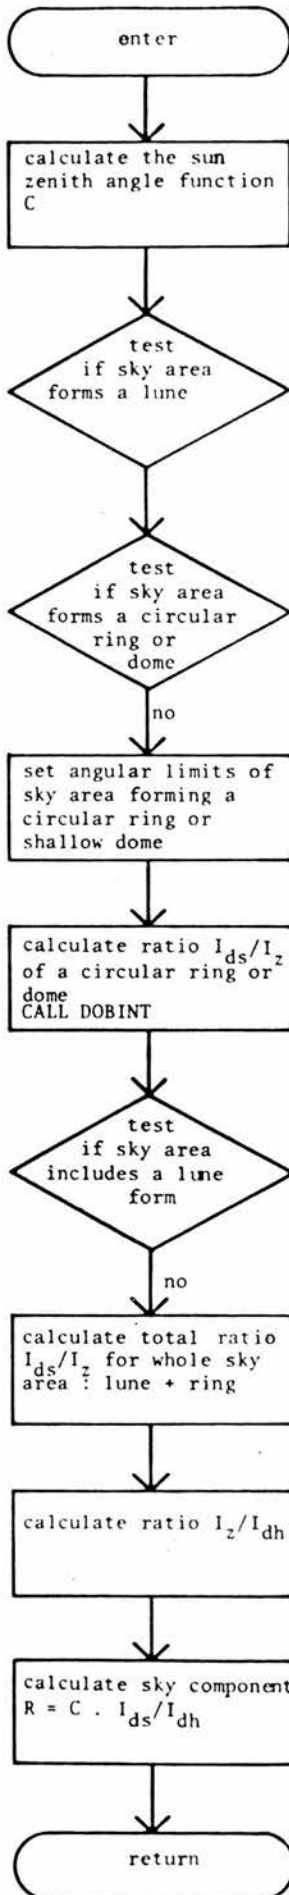 enter
calculate the sun
zenith angle function
C
test
if sky area
forms a lune
test
if sky area
forms a circular
ring or
dome
no
set angular limits of
sky area forming a
circular ring or
shallow dome
calculate ratio I_ds/I_z
of a circular ring or
dome
CALL DOBINT
test
if sky area
includes a lune
form
no
calculate total ratio
I_ds/I_z for whole sky
area : lune + ring
calculate ratio I_z/I_dh
calculate sky component
R = C . I_ds/I_dh
return